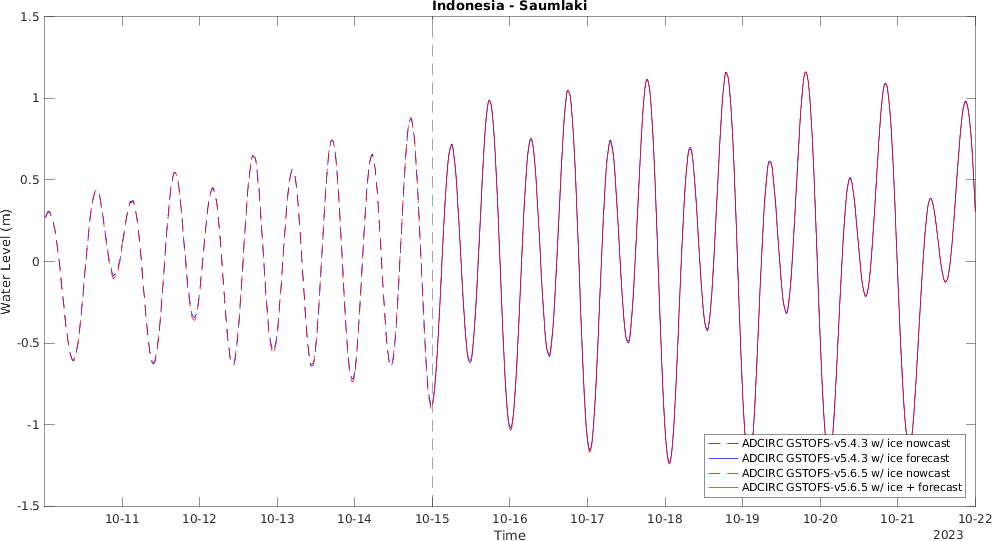 Indonesia - Saumlaki
1.5
1
0.5
0
-0.5
-1
-1.5
Water Level (m)
ADCIRC GSTOFS-v5.4.3 w/ ice nowcast
ADCIRC GSTOFS-v5.4.3 w/ ice forecast
ADCIRC GSTOFS-v5.6.5 w/ ice nowcast
ADCIRC GSTOFS-v5.6.5 w/ ice + forecast
10-11 10-12 10-13 10-14 10-15 10-16 10-17 10-18 10-19 10-20 10-21 10-22
Time
2023